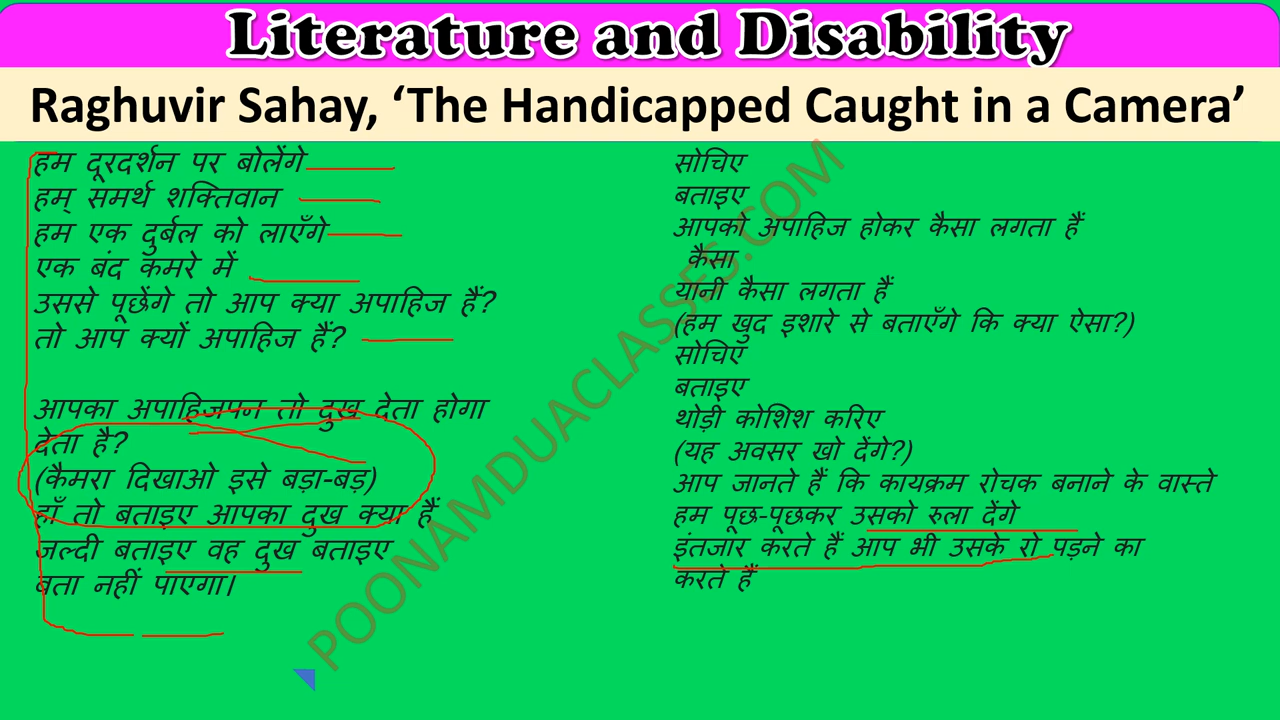 Literature and Disability
Raghuvir Sahay, ‘The Handicapped Caught in a Camera’
हम दूरदर्शन पर बोलेंगे
हम् समर्थ शक्तिवान
हम एक दुर्बल को लाएँगे
एक बंद कमरे में
उससे पूछेंगे तो आप क्या अपाहिज हैं?
तो आप क्यों अपाहिज हैं?
आपका अपाहिजपन तो दुख देता होगा
देता है?
(कैमरा दिखाओ इसे बड़ा-बड़)
हाँ तो बताइए आपका दुख क्या हैं
जल्दी बताइए वह दुख बताइए
बता नहीं पाएगा।
सोचिए
बताइए
आपको अपाहिज होकर कैसा लगता हैं
कैसा
यानी कैसा लगता हैं
(हम खुद इशारे से बताएँगे कि क्या ऐसा?)
सोचिए
बताइए
थोड़ी कोशिश करिए
(यह अवसर खो देंगे?)
आप जानते हैं कि कायक्रम रोचक बनाने के वास्ते
हम पूछ-पूछकर उसको रुला देंगे
इंतजार करते हैं आप भी उसके रो पड़ने का
करते हैं
POONAMDUACLASSES.COM